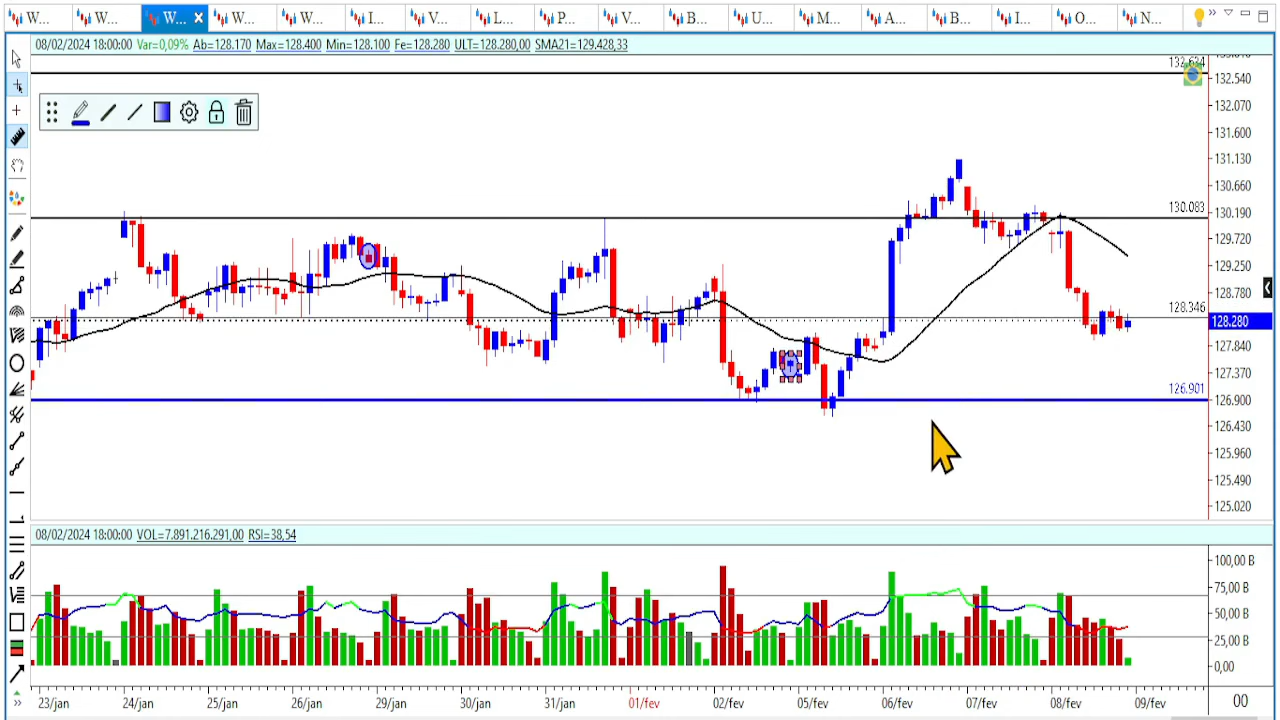 W... W... W... W... W... I... V... L... P... V... B... U... M... A... B... I... O... N...
08/02/2024 18:00:00 Var=0,09% Ab=128.170 Max=128.400 Min=128.100 Fe=128.280 ULT=128.280,00 SMA21=129.428,33
132.540
132.070
131.600
131.130
130.660
130.083
130.190
129.720
129.250
128.780
128.346
128.280
127.840
127.370
126.901
126.900
126.430
125.960
125.490
125.020
08/02/2024 18:00:00 VOL=7.891.216.291,00 RSI=38,54
100,00 B
75,00 B
50,00 B
25,00 B
0,00
23/jan 24/jan 25/jan 26/jan 29/jan 30/jan 31/jan 01/fev 02/fev 05/fev 06/fev 07/fev 08/fev 09/fev 00